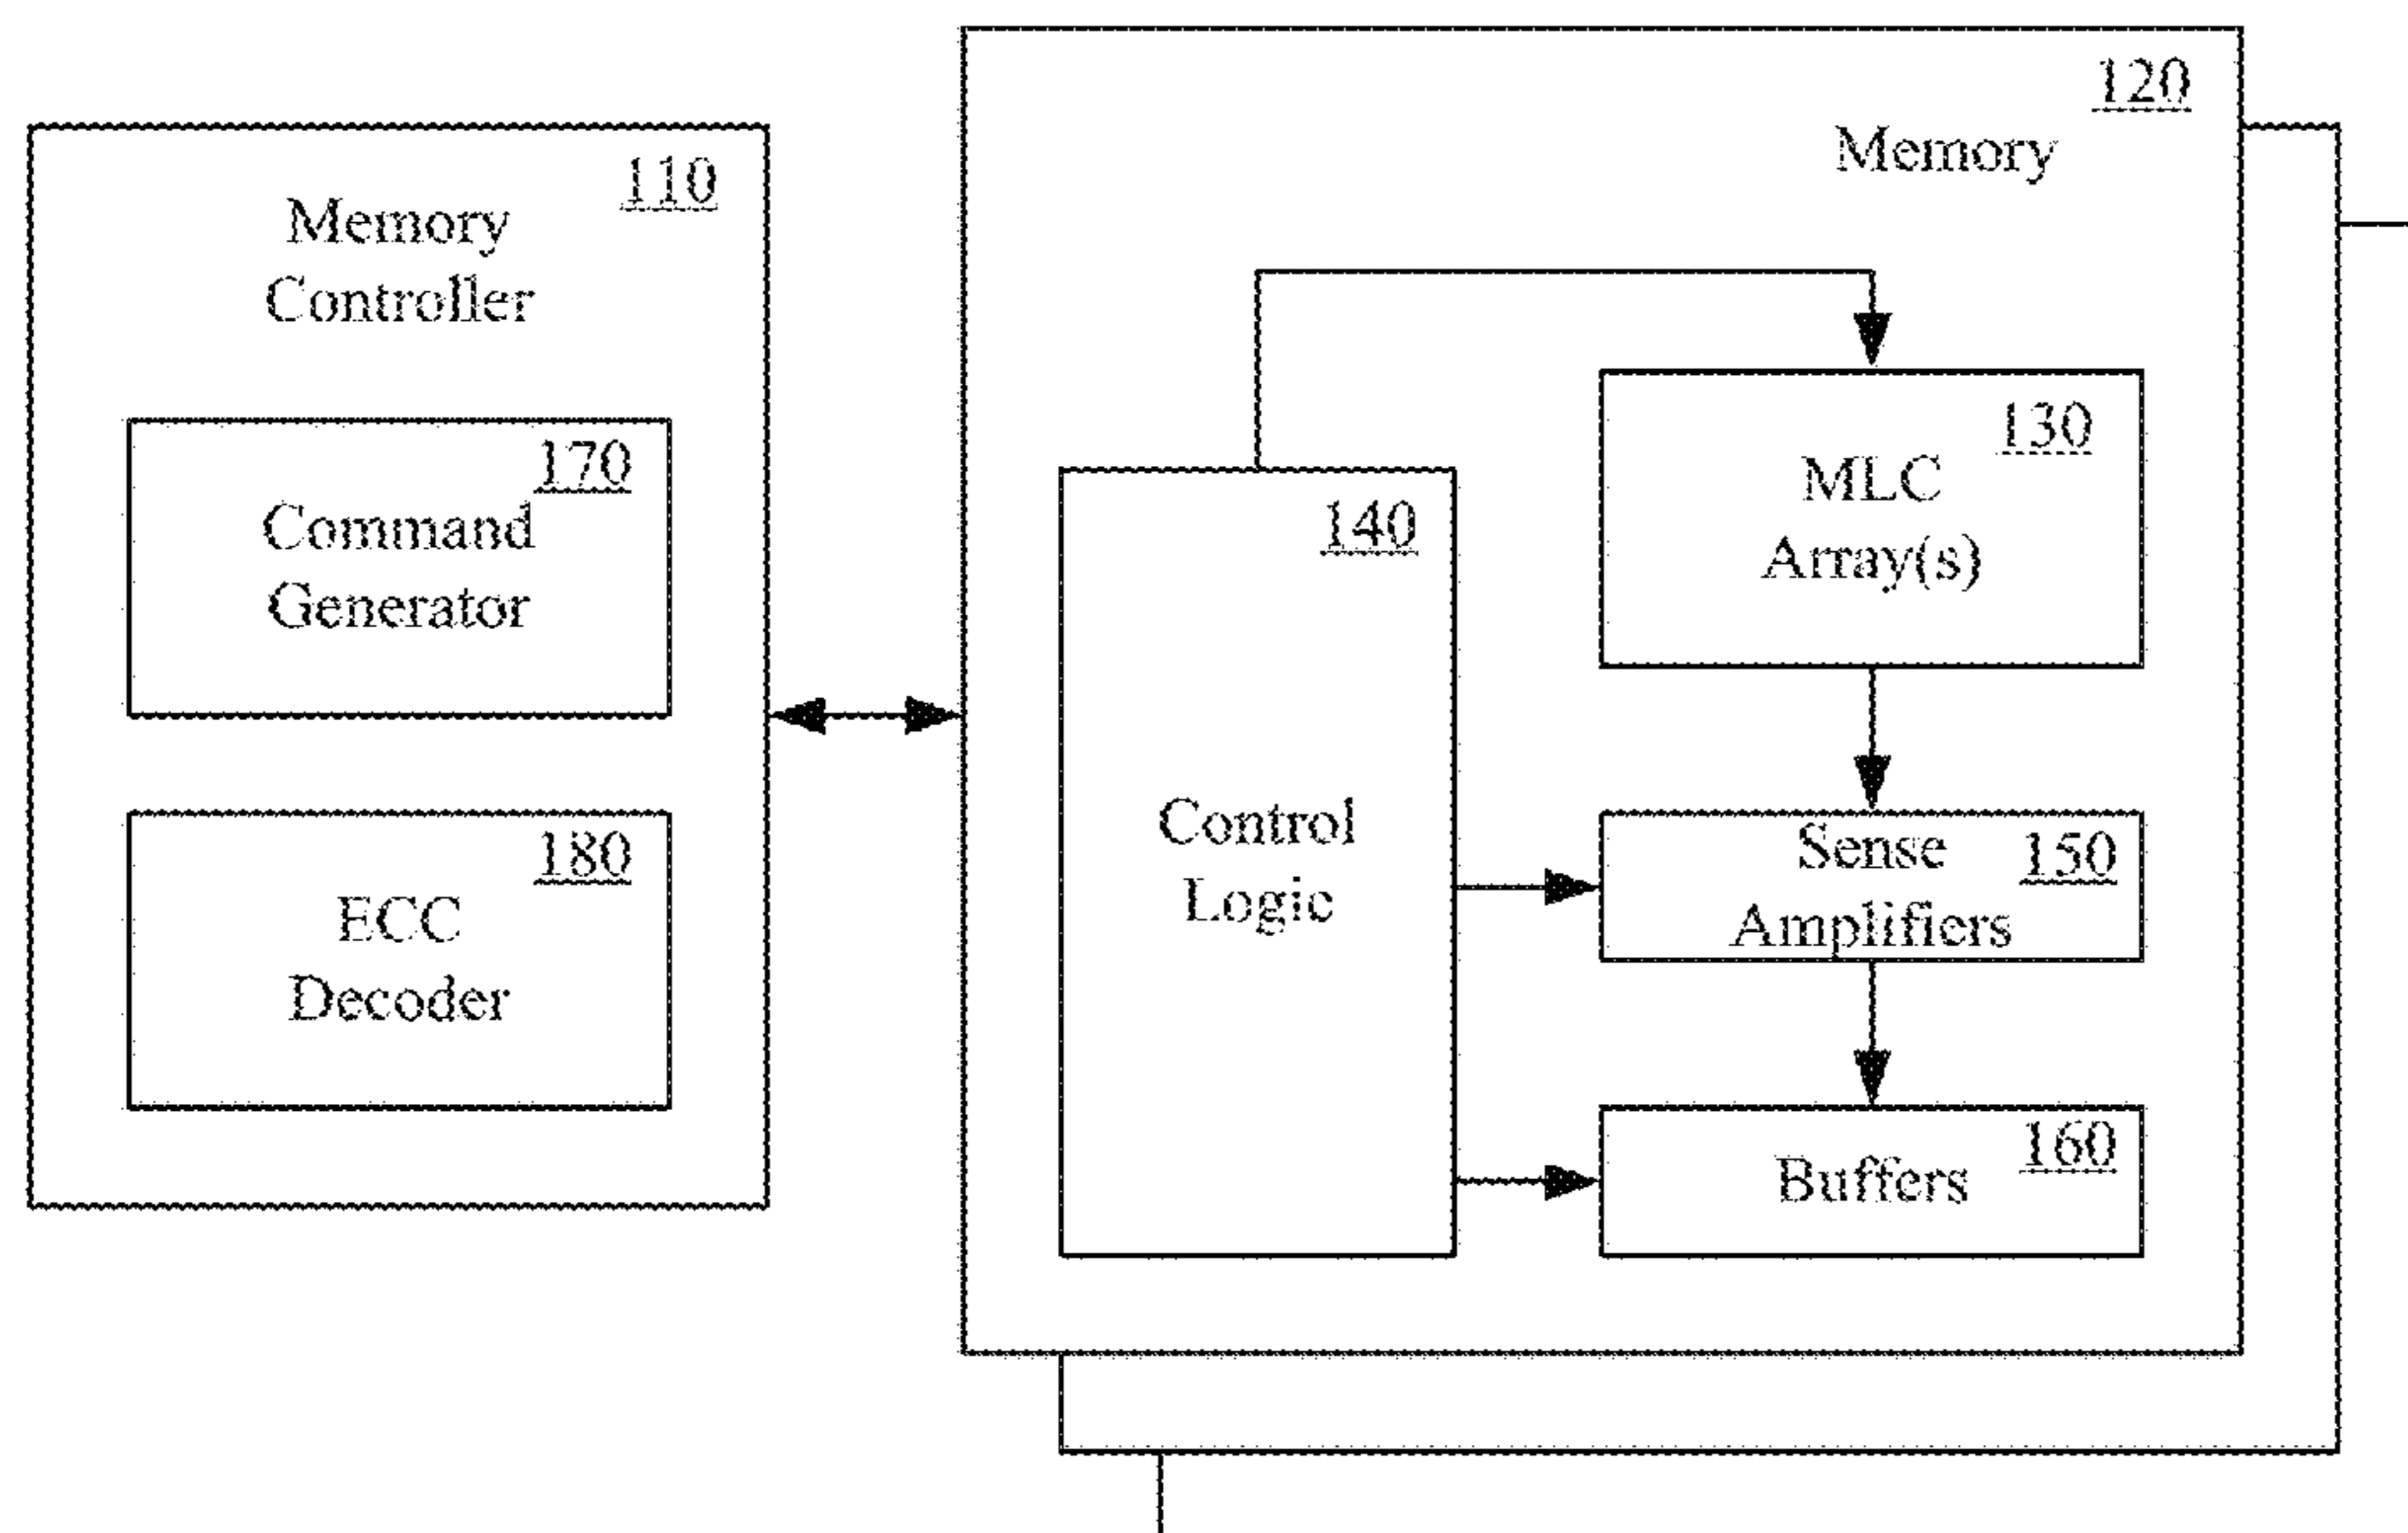 110
Memory
Controller
170
Command
Generator
180
ECC
Decoder
120
Memory
130
MLC
Array(s)
140
Control
Logic
150
Sense
Amplifiers
160
Buffers